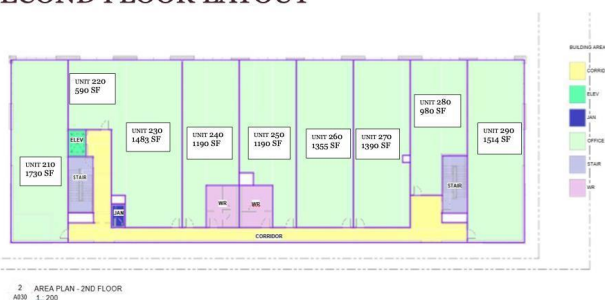 ECOND FLOOR LAYOUT
BUILDING AREA
CORRID
ELEV
JAN
OFFICE
STAIR
WR
UNIT 220
590 SF
UNIT 230
1483 SF
UNIT 240
1190 SF
UNIT 250
1190 SF
UNIT 260
1355 SF
UNIT 270
1390 SF
UNIT 280
980 SF
UNIT 290
1514 SF
UNIT 210
1730 SF
ELEV
STAIR
JAN
WR
WR
STAIR
CORRIDOR
2 AREA PLAN - 2ND FLOOR
A030 1 : 200